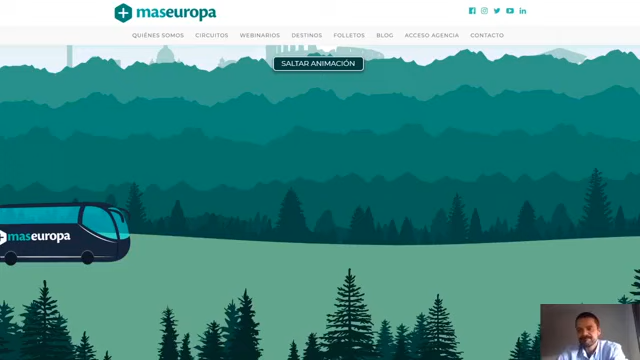 maseuropa
QUIÉNES SOMOS CIRCUITOS WEBINARIOS DESTINOS FOLLETOS BLOG ACCESO AGENCIA CONTACTO
SALTAR ANIMACIÓN
maseuropa